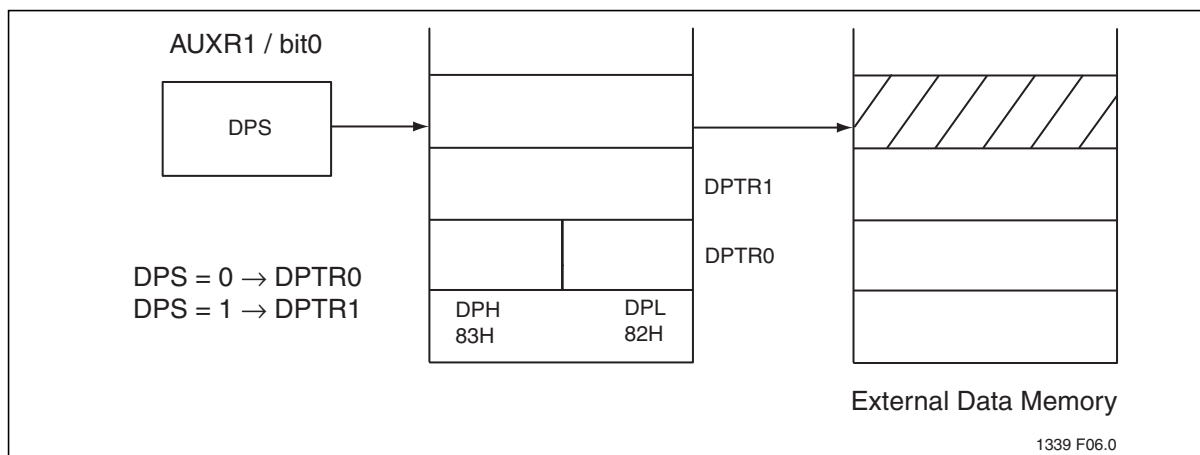 AUXR1 / bit0
DPS
DPTR1
DPTR0
DPS = 0 → DPTR0
DPS = 1 → DPTR1
DPH
83H
DPL
82H
External Data Memory
1339 F06.0